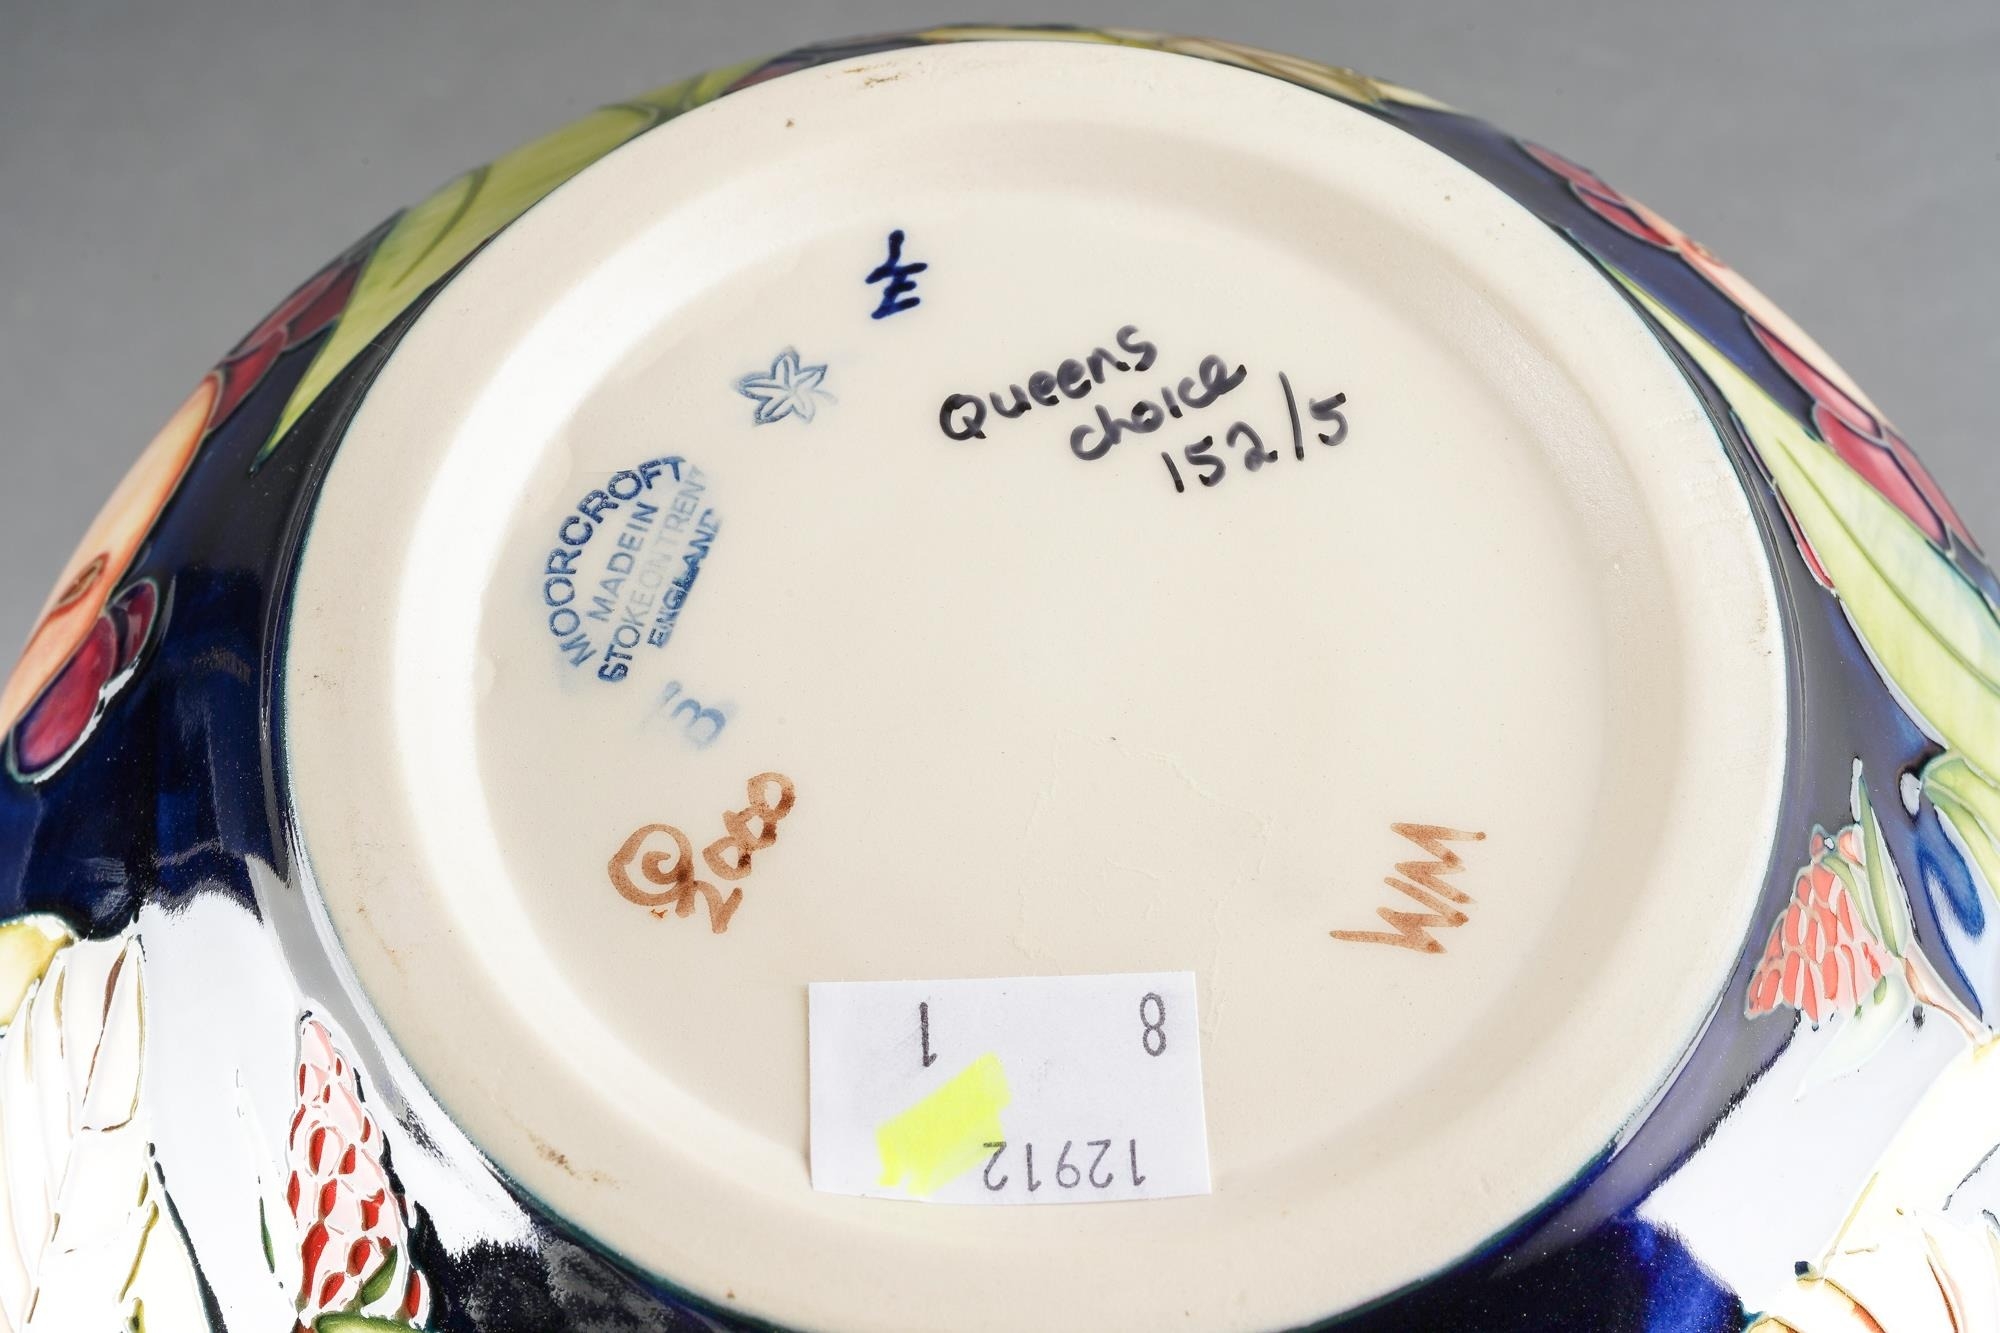 Queens
choice
152/5
MOORCROFT
MADE IN
STOKE ON TRENT
ENGLAND
© 2000
WM
8 1
12912